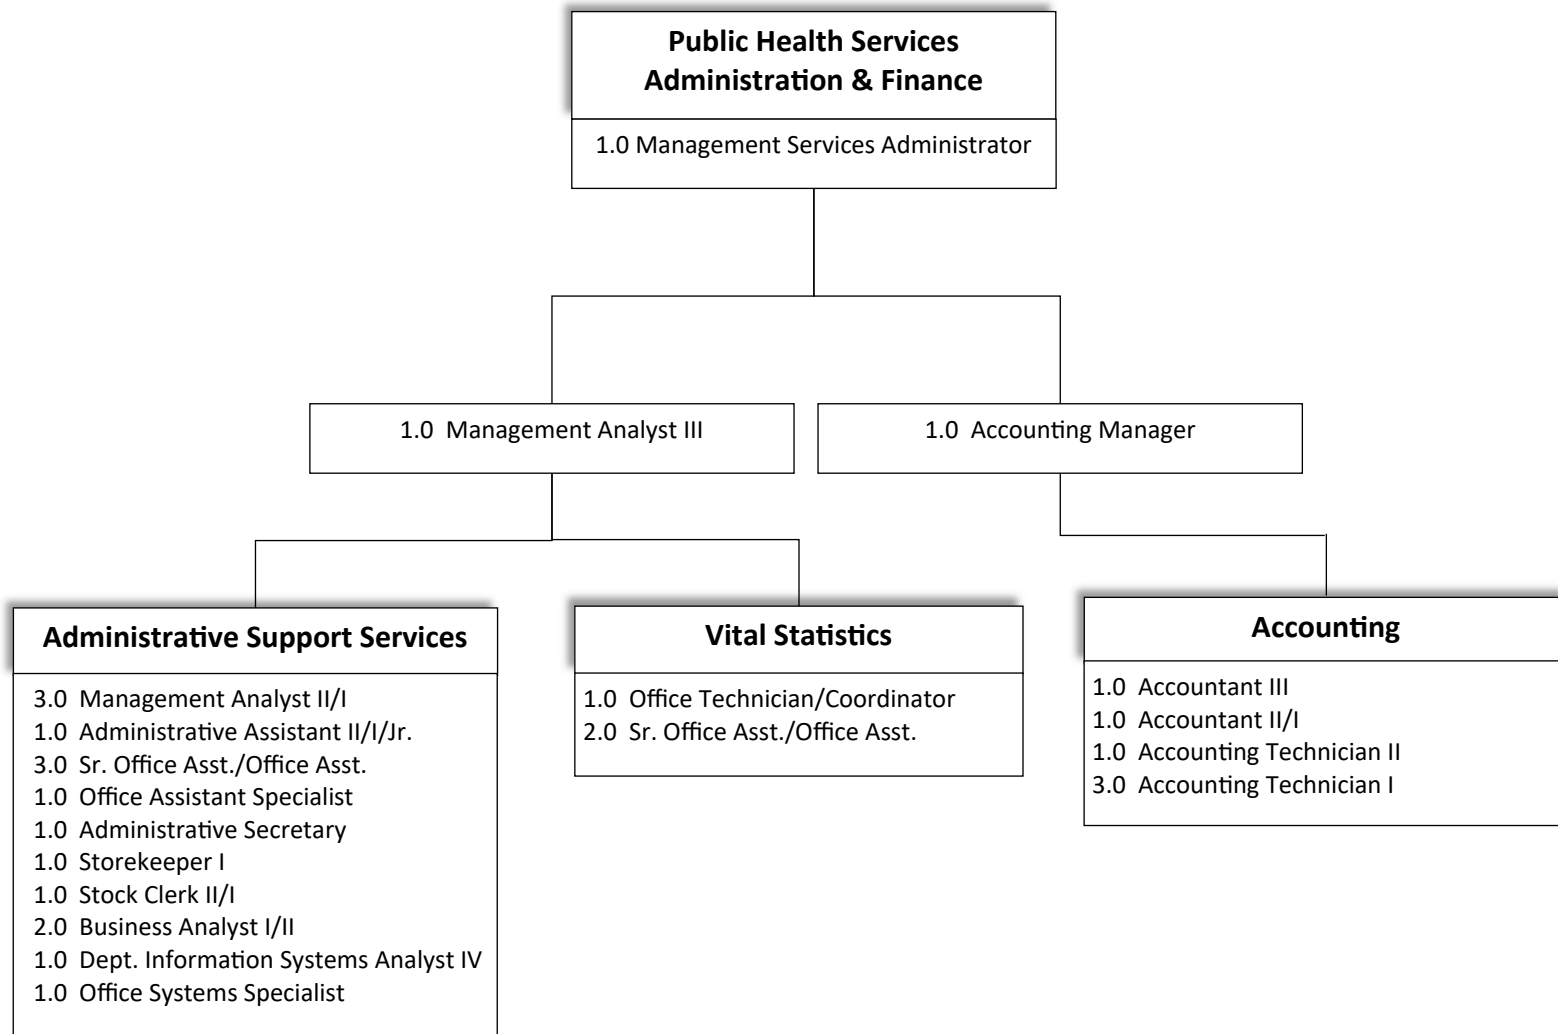 Public Health Services
Administration & Finance
1.0 Management Services Administrator
1.0 Management Analyst III
1.0 Accounting Manager
Administrative Support Services
3.0 Management Analyst II/I
1.0 Administrative Assistant II/I/Jr.
3.0 Sr. Office Asst./Office Asst.
1.0 Office Assistant Specialist
1.0 Administrative Secretary
1.0 Storekeeper I
1.0 Stock Clerk II/I
2.0 Business Analyst I/II
1.0 Dept. Information Systems Analyst IV
1.0 Office Systems Specialist
Vital Statistics
1.0 Office Technician/Coordinator
2.0 Sr. Office Asst./Office Asst.
Accounting
1.0 Accountant III
1.0 Accountant II/I
1.0 Accounting Technician II
3.0 Accounting Technician I